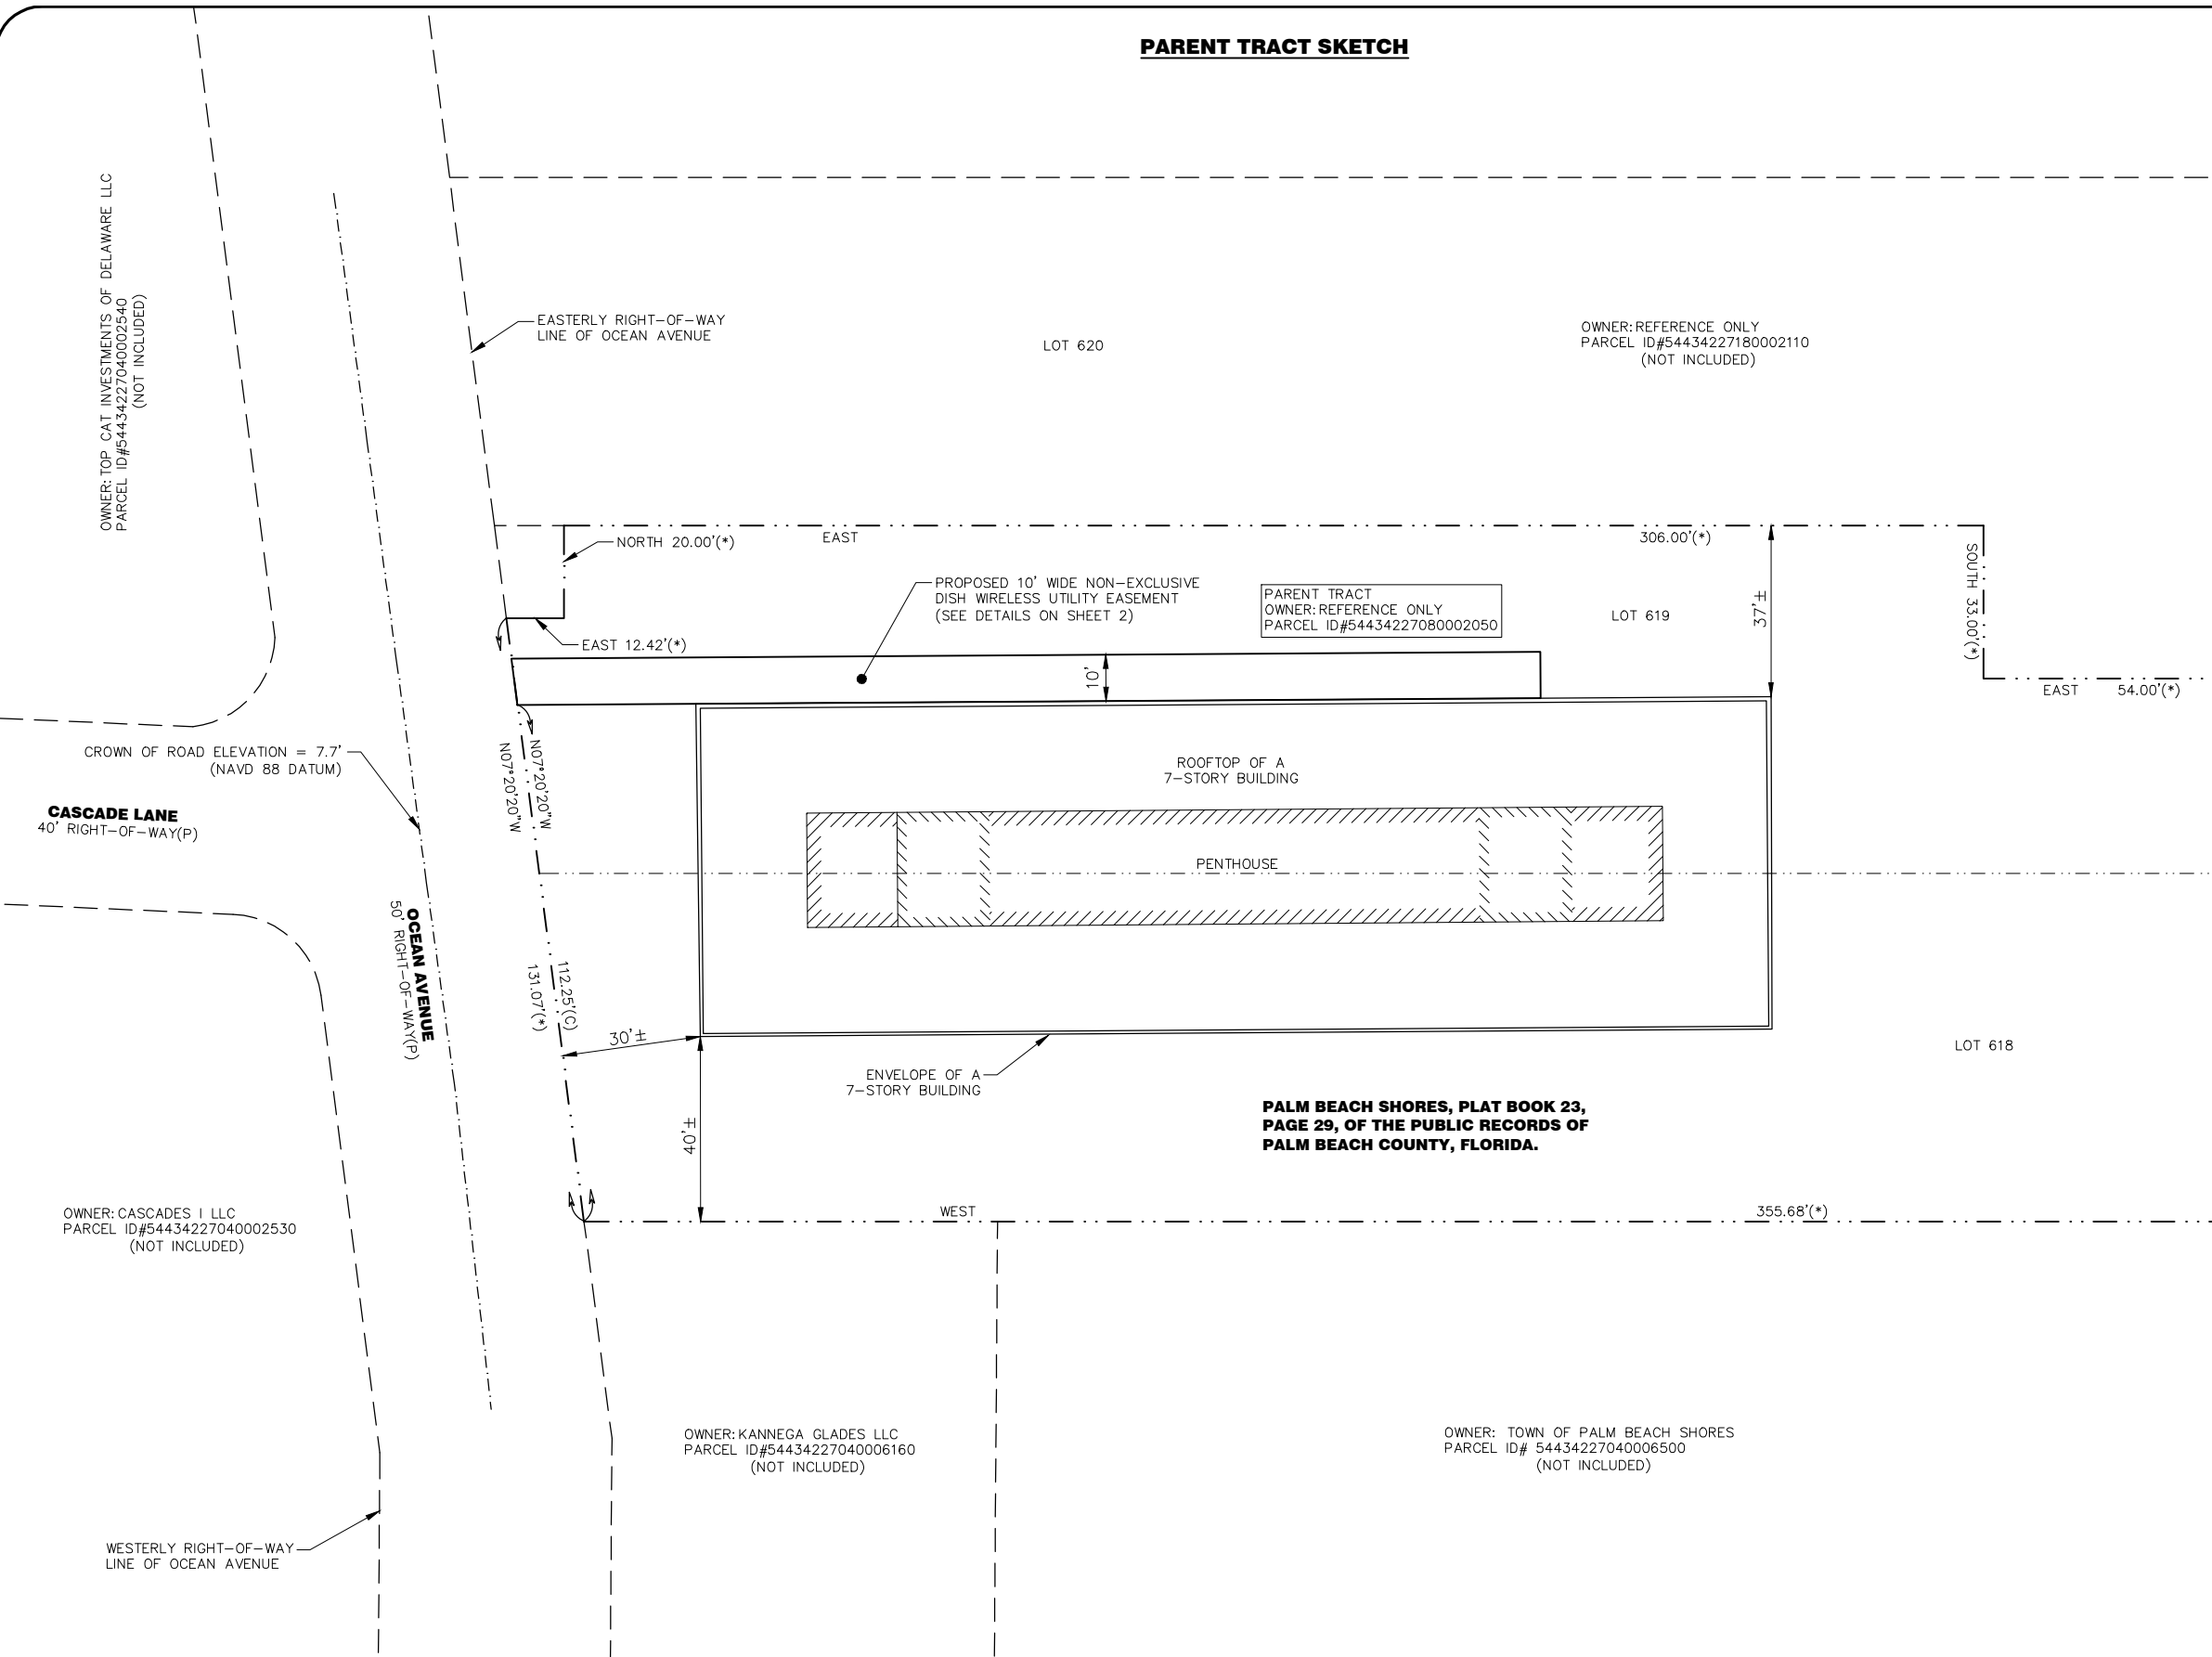 PARENT TRACT SKETCH
OWNER: TOP CAT INVESTMENTS OF DELAWARE LLC
PARCEL ID#54434227040002540
(NOT INCLUDED)
EASTERLY RIGHT-OF-WAY
LINE OF OCEAN AVENUE
LOT 620
OWNER: REFERENCE ONLY
PARCEL ID#54434227180002110
(NOT INCLUDED)
NORTH 20.00'(*)
EAST
306.00'(*)
SOUTH 33.00'(*)
PROPOSED 10' WIDE NON-EXCLUSIVE
DISH WIRELESS UTILITY EASEMENT
(SEE DETAILS ON SHEET 2)
PARENT TRACT
OWNER: REFERENCE ONLY
PARCEL ID#54434227080002050
LOT 619
37'±
EAST 12.42'(*)
10'
EAST 54.00'(*)
CROWN OF ROAD ELEVATION = 7.7'
(NAVD 88 DATUM)
N07°20'20"W
N07°20'20"W
ROOFTOP OF A
7-STORY BUILDING
CASCADE LANE
40' RIGHT-OF-WAY(P)
PENTHOUSE
OCEAN AVENUE
50' RIGHT-OF-WAY(P)
112.25'(C)
131.07'(*)
30'±
LOT 618
ENVELOPE OF A
7-STORY BUILDING
40'±
PALM BEACH SHORES, PLAT BOOK 23,
PAGE 29, OF THE PUBLIC RECORDS OF
PALM BEACH COUNTY, FLORIDA.
WEST
355.68'(*)
OWNER: CASCADES I LLC
PARCEL ID#54434227040002530
(NOT INCLUDED)
OWNER: KANNEGA GLADES LLC
PARCEL ID#54434227040006160
(NOT INCLUDED)
OWNER: TOWN OF PALM BEACH SHORES
PARCEL ID# 54434227040006500
(NOT INCLUDED)
WESTERLY RIGHT-OF-WAY
LINE OF OCEAN AVENUE